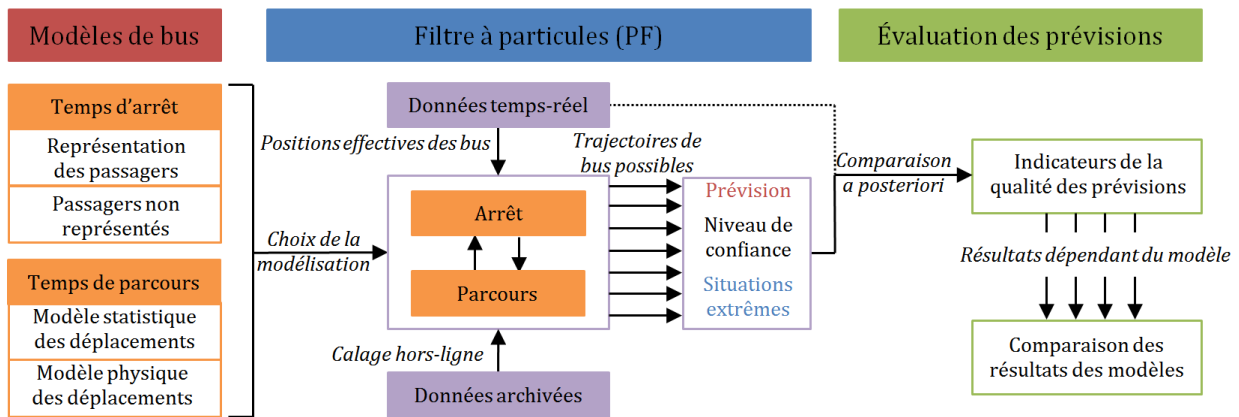 Modèles de bus
Filtre à particules (PF)
Évaluation des prévisions
Temps d'arrêt
Représentation
des passagers
Passagers non
représentés
Temps de parcours
Modèle statistique
des déplacements
Modèle physique
des déplacements
Choix de la
modélisation
Données temps-réel
Positions effectives des bus
Arrêt
Parcours
Calage hors-ligne
Données archivées
Trajectoires de
bus possibles
Prévision
Niveau de
confiance
Situations
extrêmes
Comparaison
a posteriori
Indicateurs de la
qualité des prévisions
Résultats dépendant du modèle
Comparaison des
résultats des modèles